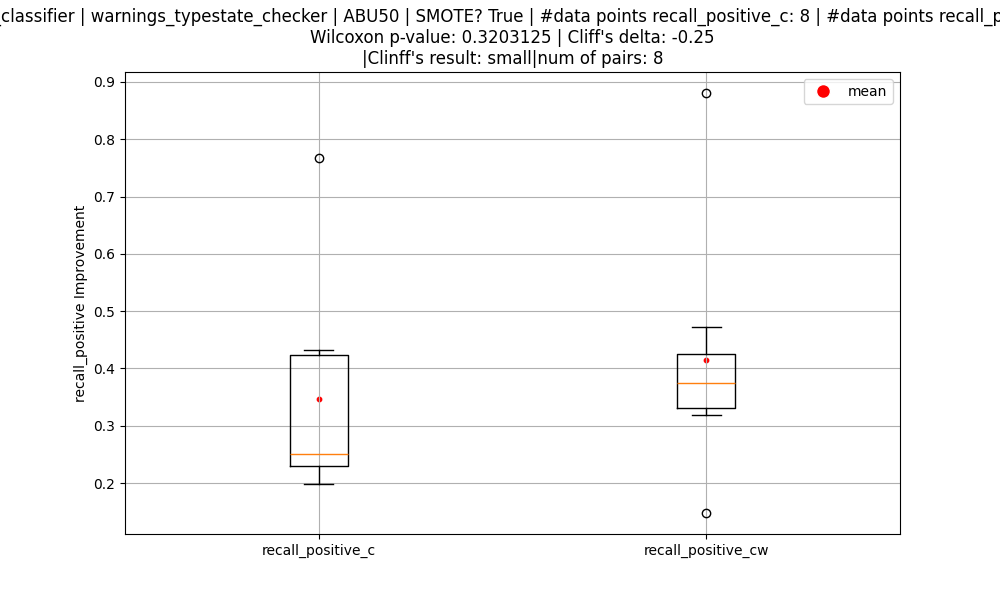 _classifier | warnings_typestate_checker | ABU50 | SMOTE? True | #data points recall_positive_c: 8 | #data points recall_p
Wilcoxon p-value: 0.3203125 | Cliff's delta: -0.25
|Clinff's result: small|num of pairs: 8
mean
0.9
0.8
0.7
0.6
0.5
0.4
0.3
0.2
recall_positive Improvement
recall_positive_c
recall_positive_cw